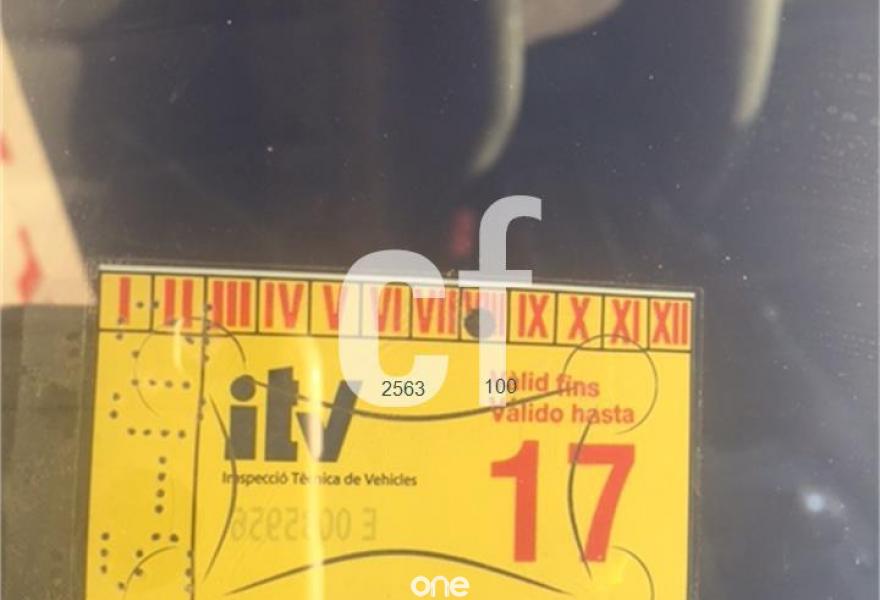 I II III IV V VI VII VIII IX X XI XII
cf
2563 100
Vàlid fins
Válido hasta
itv
Inspecció Tècnica de Vehicles
17
one